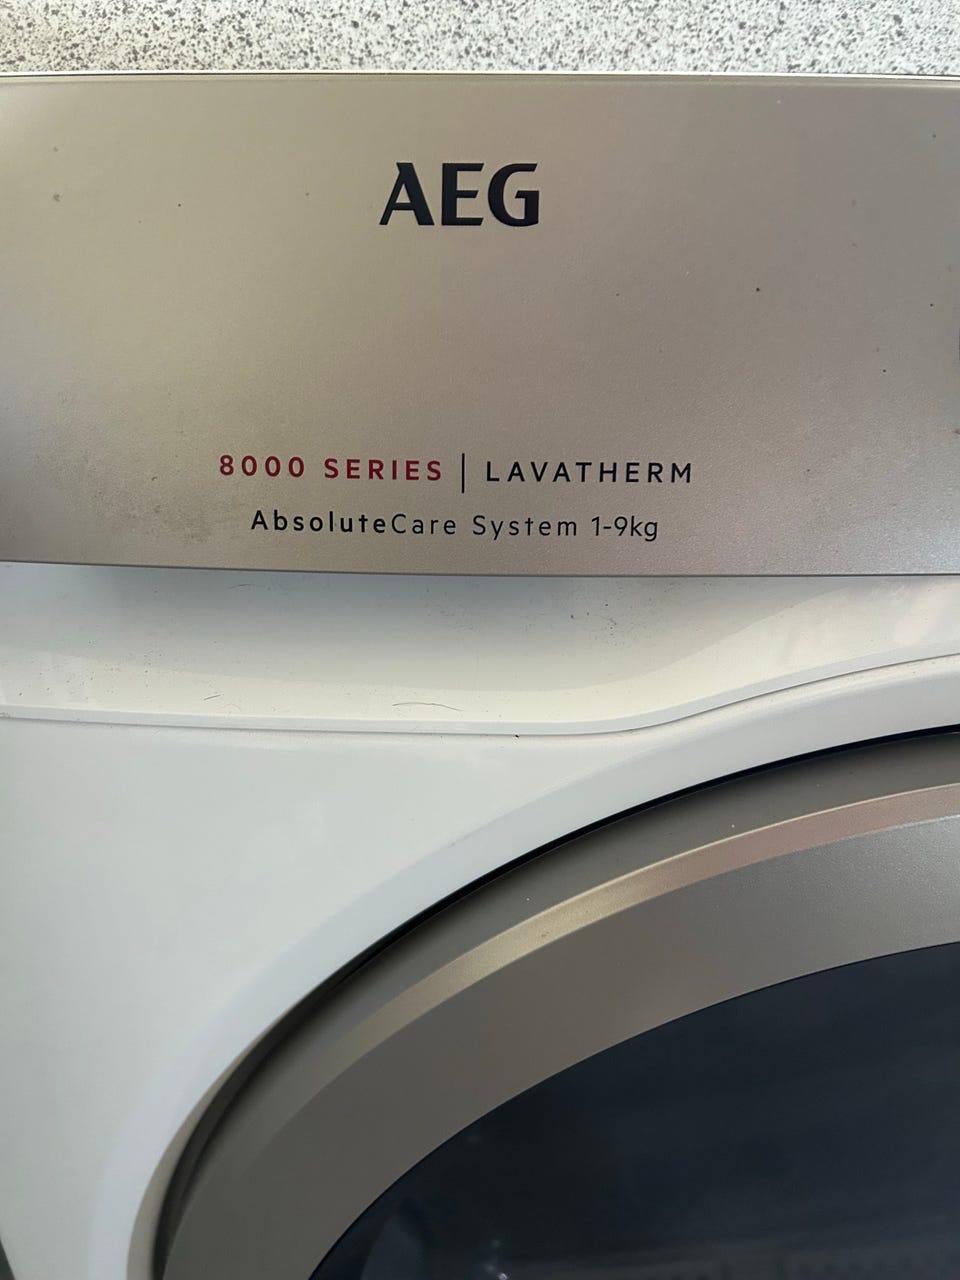 AEG
8000 SERIES | LAVATHERM
AbsoluteCare System 1-9kg